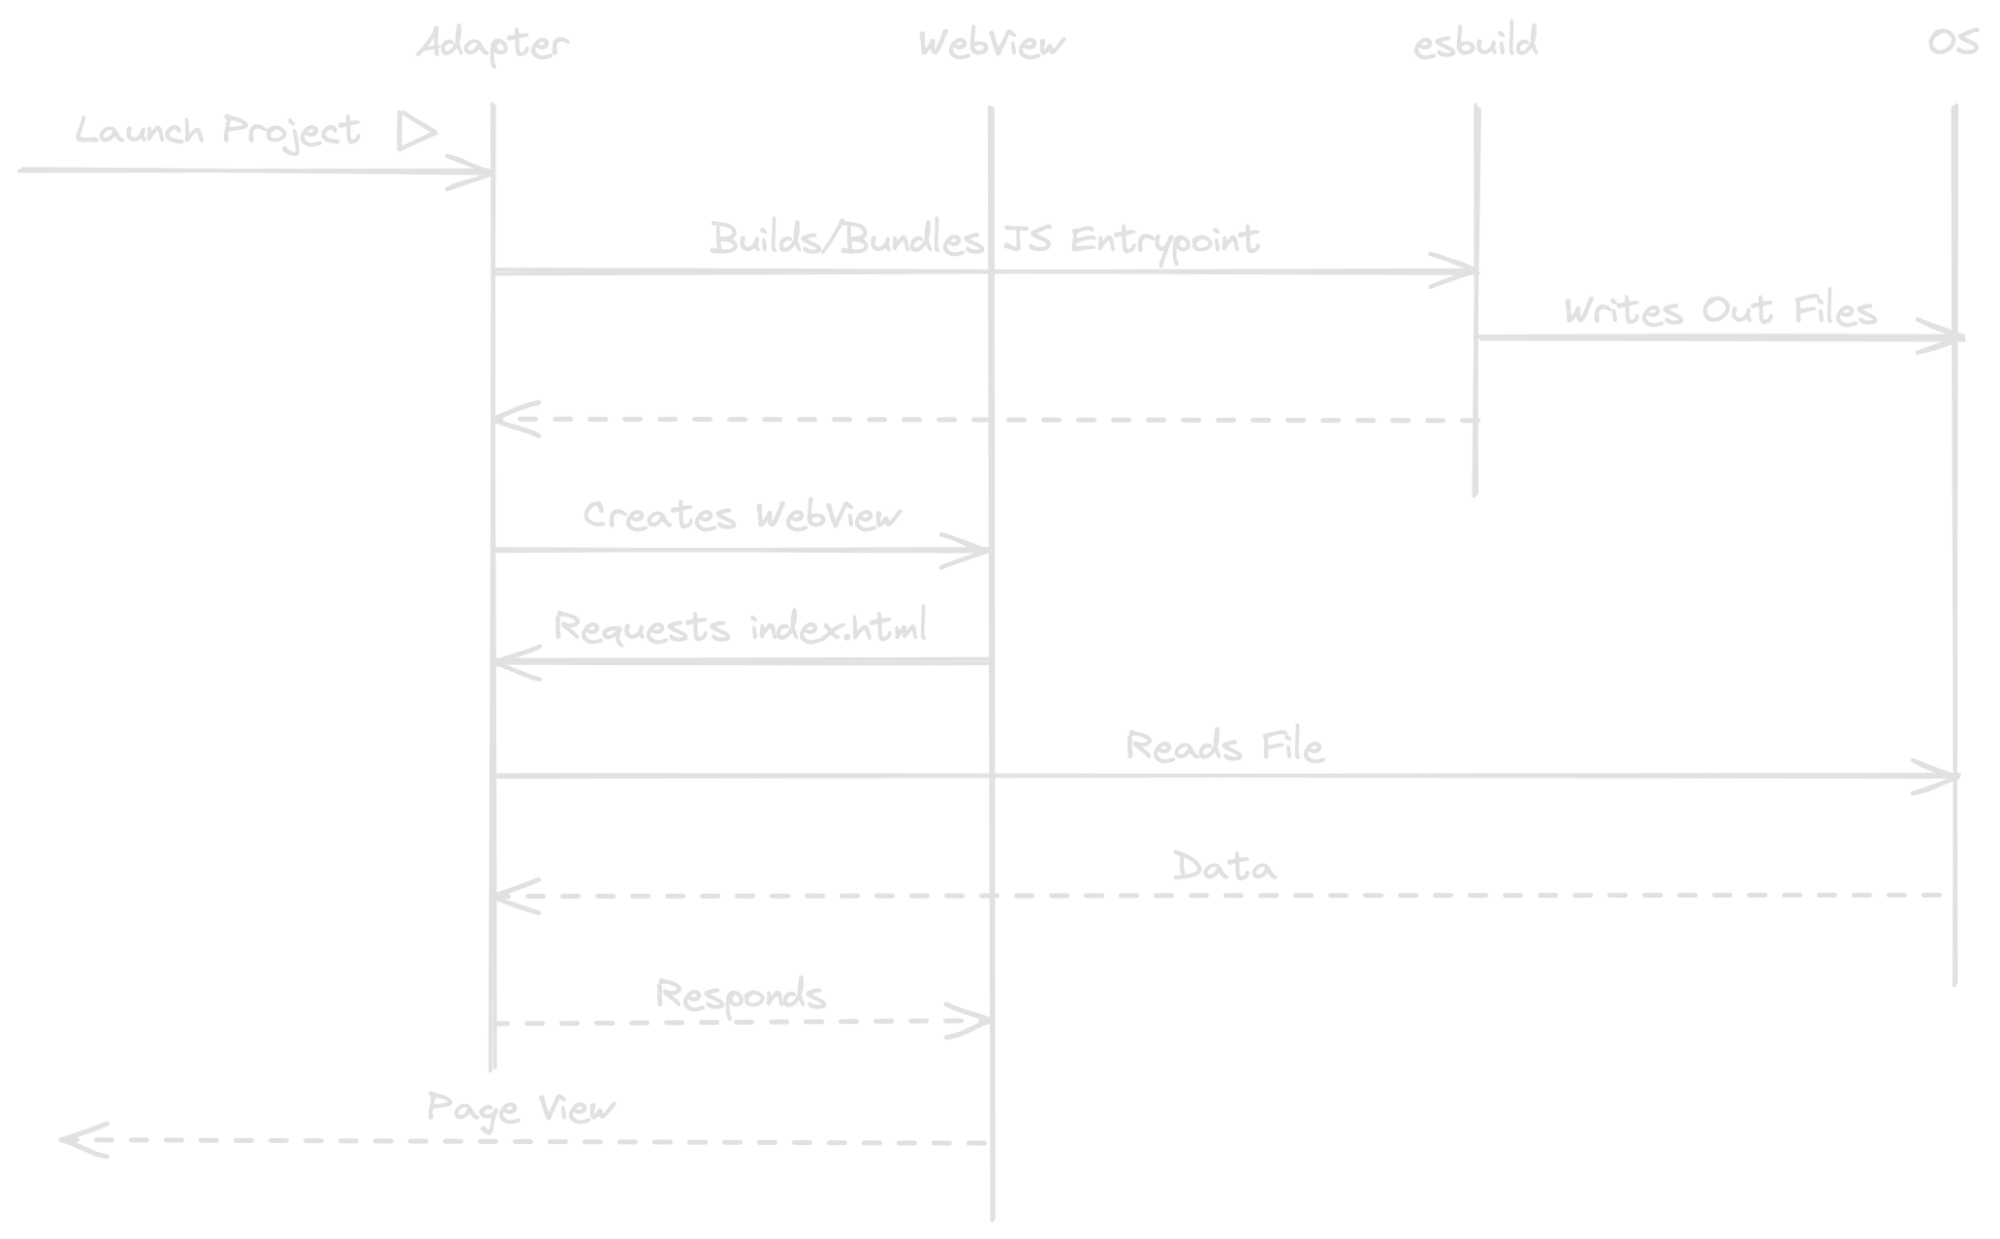 Adapter
WebView
esbuild
OS
Launch Project
Builds/Bundles JS Entrypoint
Writes Out Files
Creates WebView
Requests index.html
Reads File
Data
Responds
Page View